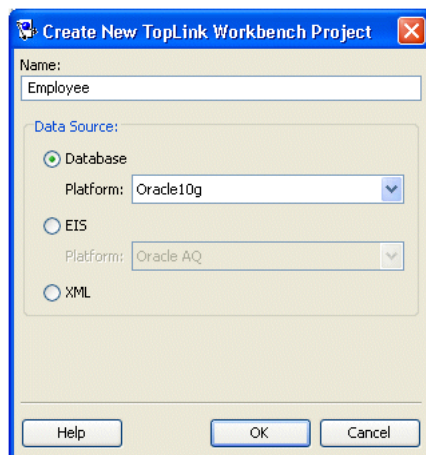 Create New TopLink Workbench Project
Name:
Employee
Data Source:
Database
Platform: Oracle10g
EIS
Platform: Oracle AQ
XML
Help OK Cancel